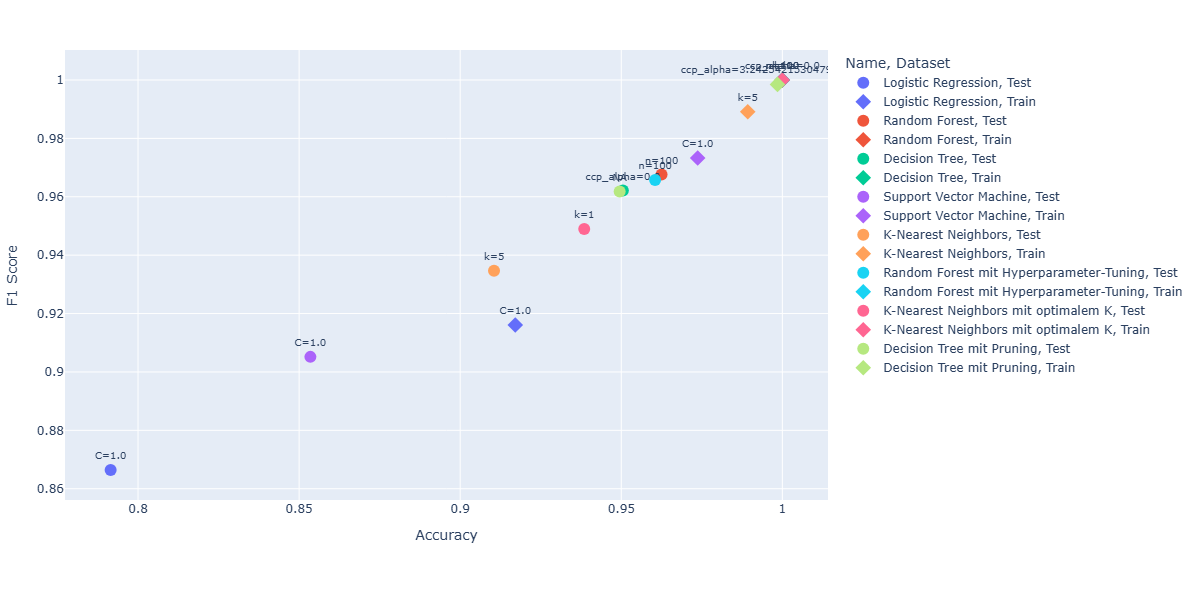 1
0.98
0.96
0.94
0.92
0.9
0.88
0.86
F1 Score
0.8
0.85
0.9
0.95
1
Accuracy
k=5
C=1.0
n=100
n=100
k=1
k=5
C=1.0
C=1.0
C=1.0
Name, Dataset
Logistic Regression, Test
Logistic Regression, Train
Random Forest, Test
Random Forest, Train
Decision Tree, Test
Decision Tree, Train
Support Vector Machine, Test
Support Vector Machine, Train
K-Nearest Neighbors, Test
K-Nearest Neighbors, Train
Random Forest mit Hyperparameter-Tuning, Test
Random Forest mit Hyperparameter-Tuning, Train
K-Nearest Neighbors mit optimalem K, Test
K-Nearest Neighbors mit optimalem K, Train
Decision Tree mit Pruning, Test
Decision Tree mit Pruning, Train